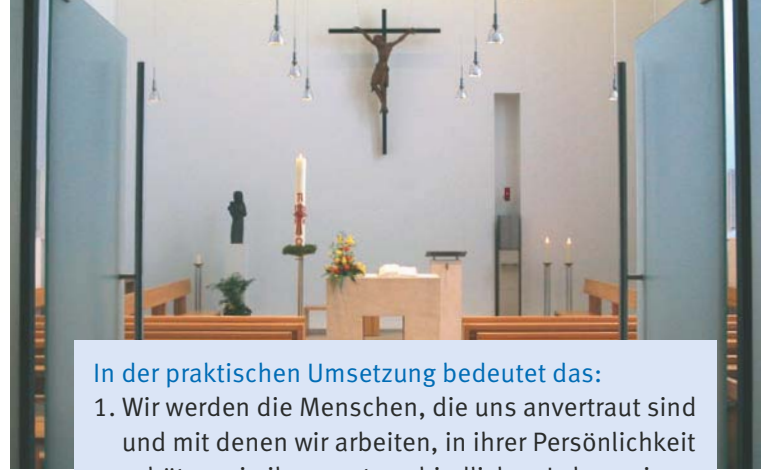 In der praktischen Umsetzung bedeutet das:
1. Wir werden die Menschen, die uns anvertraut sind
und mit denen wir arbeiten, in ihrer Persönlichkeit